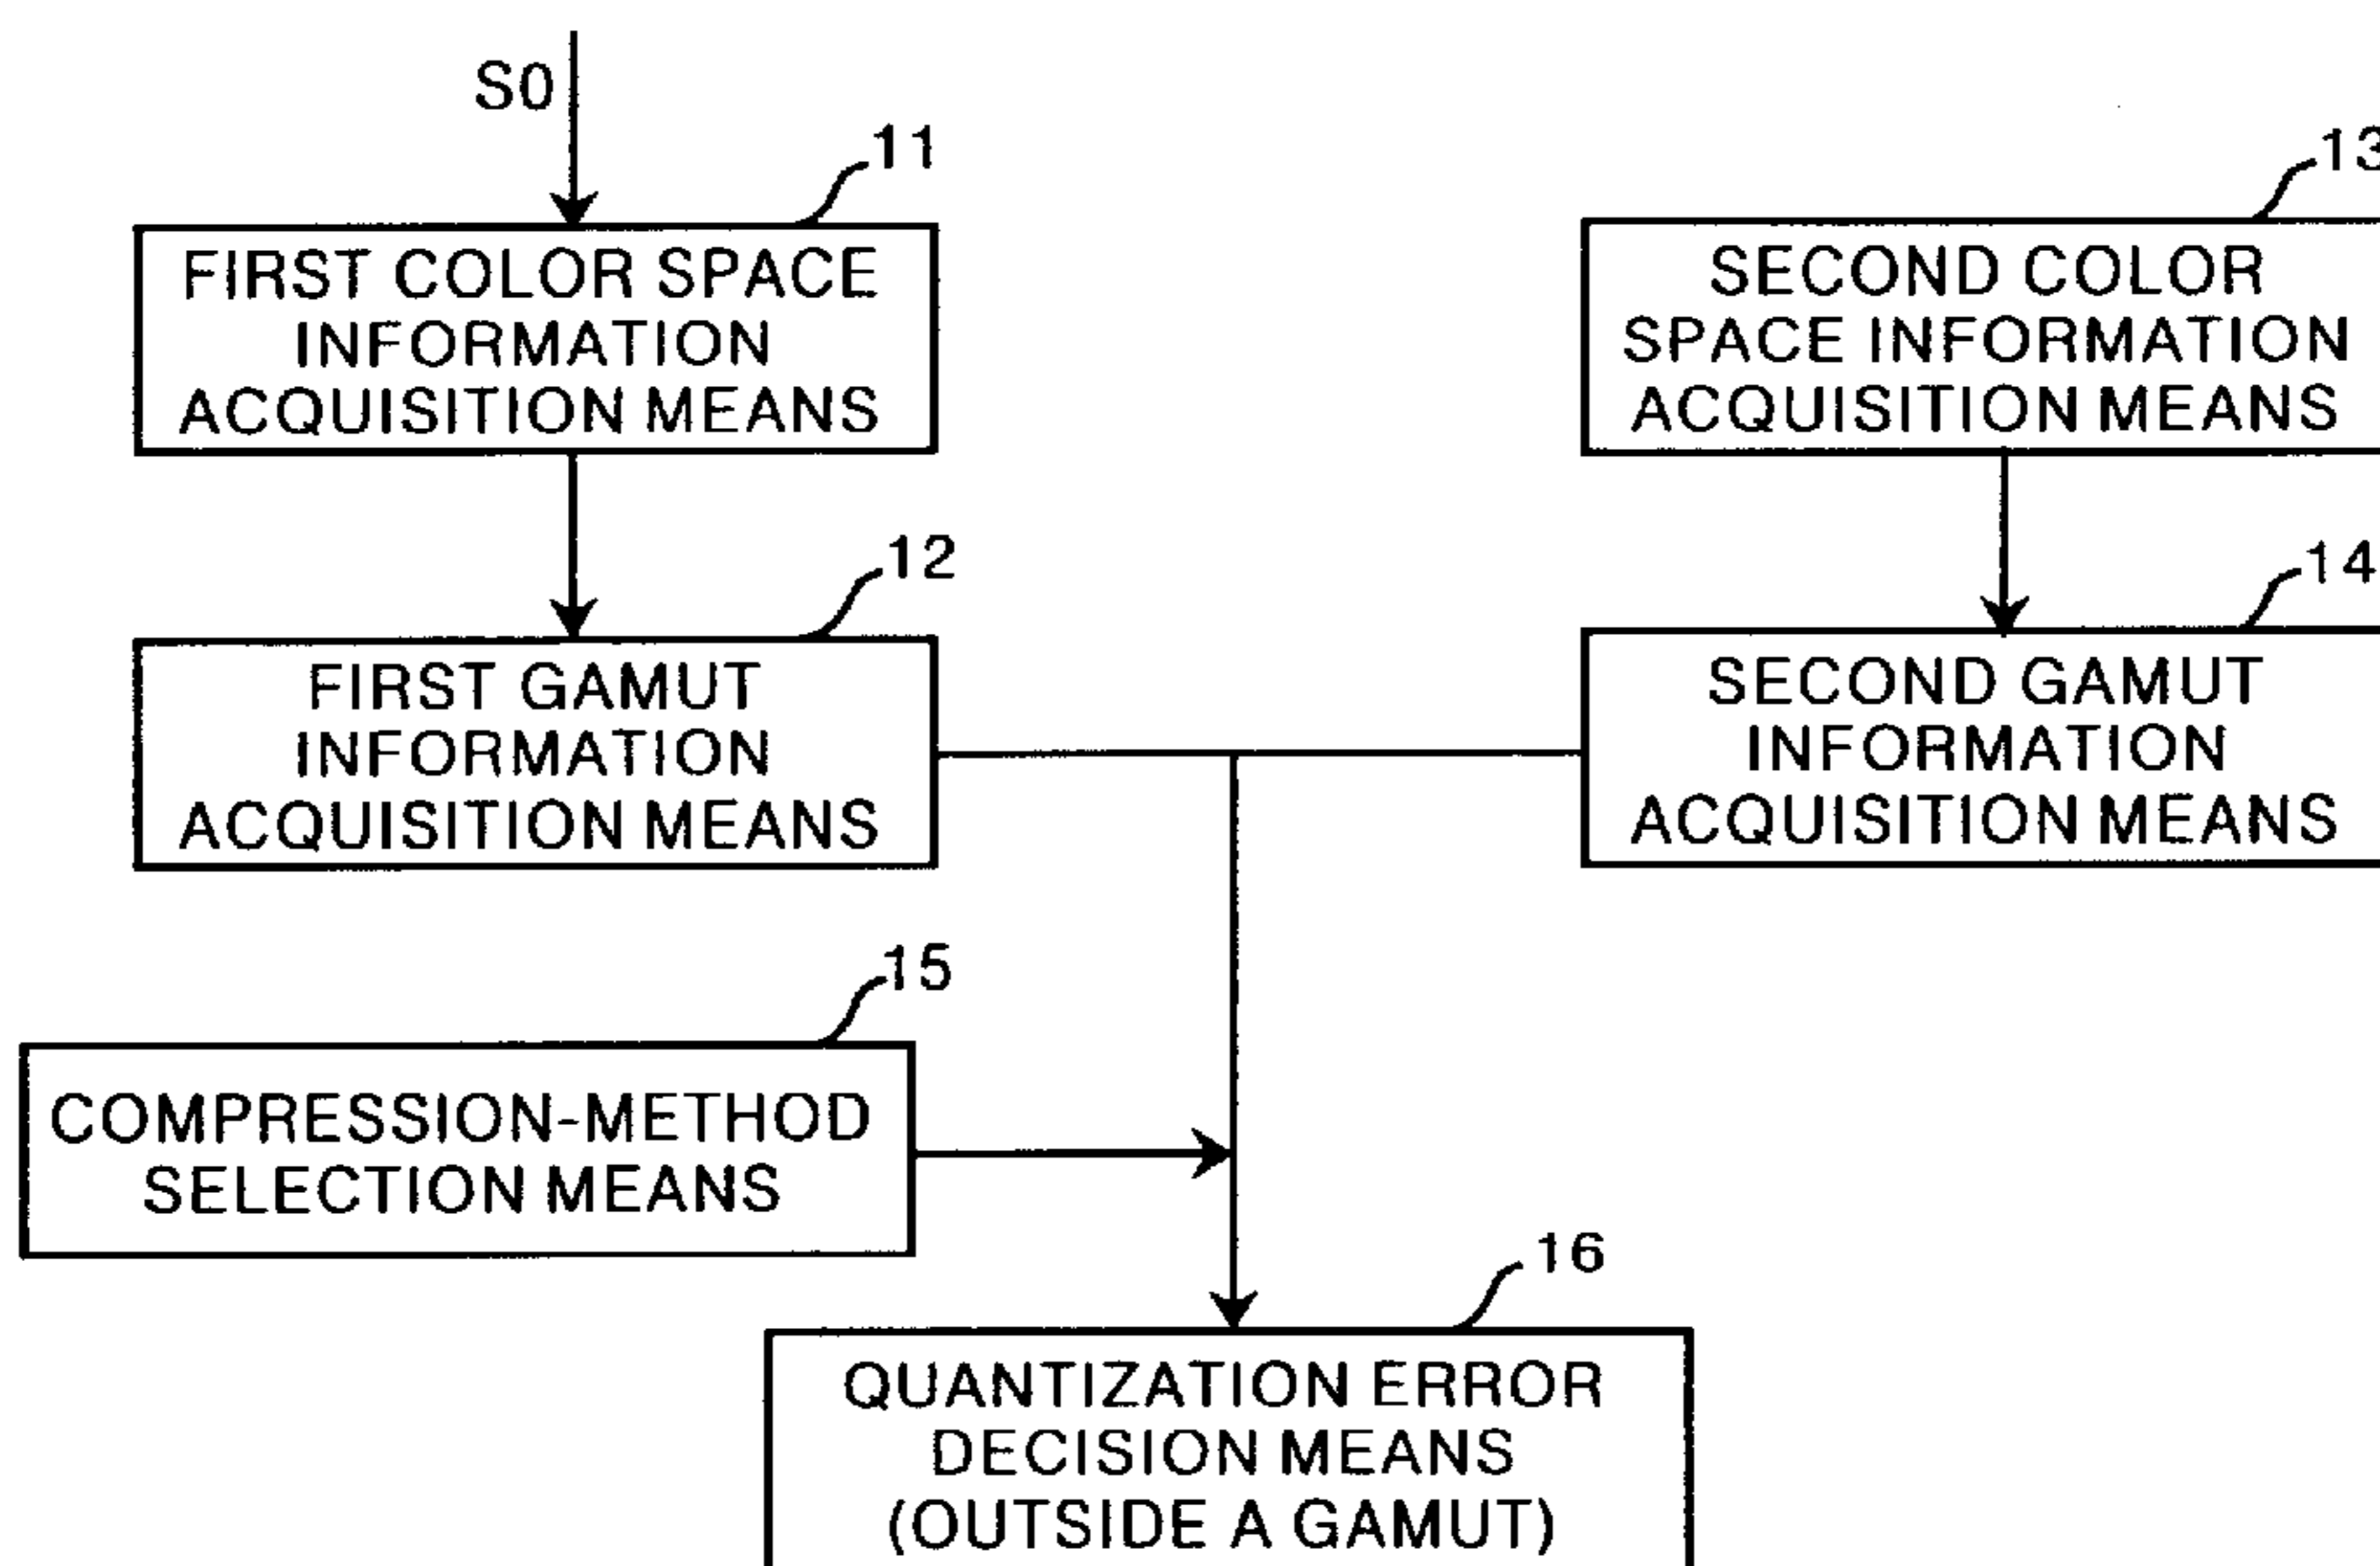 S0
11
FIRST COLOR SPACE
INFORMATION
ACQUISITION MEANS
13
SECOND COLOR
SPACE INFORMATION
ACQUISITION MEANS
12
FIRST GAMUT
INFORMATION
ACQUISITION MEANS
14
SECOND GAMUT
INFORMATION
ACQUISITION MEANS
15
COMPRESSION-METHOD
SELECTION MEANS
16
QUANTIZATION ERROR
DECISION MEANS
(OUTSIDE A GAMUT)